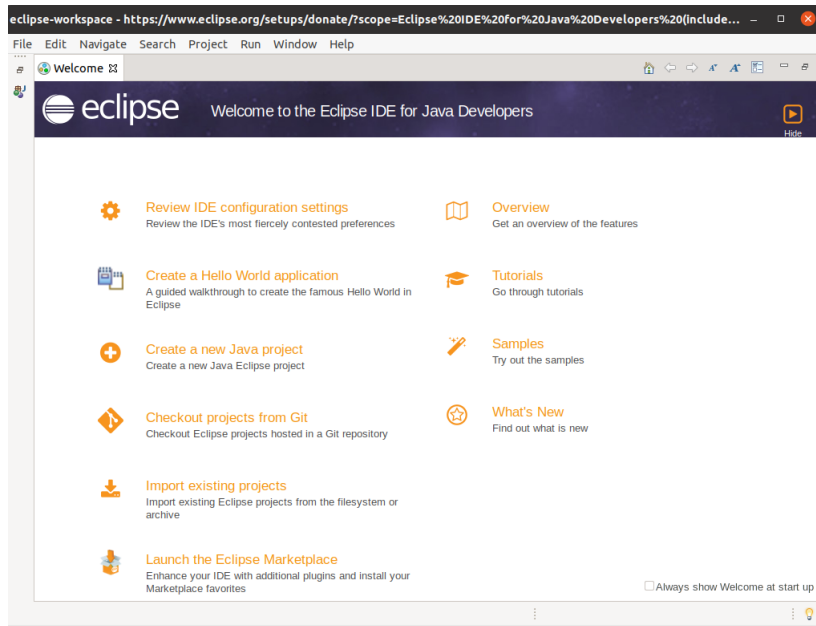 eclipse-workspace - https://www.eclipse.org/setups/donate/?scope=Eclipse%20IDE%20for%20Java%20Developers%20(include...
File Edit Navigate Search Project Run Window Help
Welcome
eclipse
Welcome to the Eclipse IDE for Java Developers
Hide
Review IDE configuration settings
Review the IDE's most fiercely contested preferences
Create a Hello World application
A guided walkthrough to create the famous Hello World in
Eclipse
Create a new Java project
Create a new Java Eclipse project
Checkout projects from Git
Checkout Eclipse projects hosted in a Git repository
Import existing projects
Import existing Eclipse projects from the filesystem or
archive
Launch the Eclipse Marketplace
Enhance your IDE with additional plugins and install your
Marketplace favorites
Overview
Get an overview of the features
Tutorials
Go through tutorials
Samples
Try out the samples
What's New
Find out what is new
Always show Welcome at start up